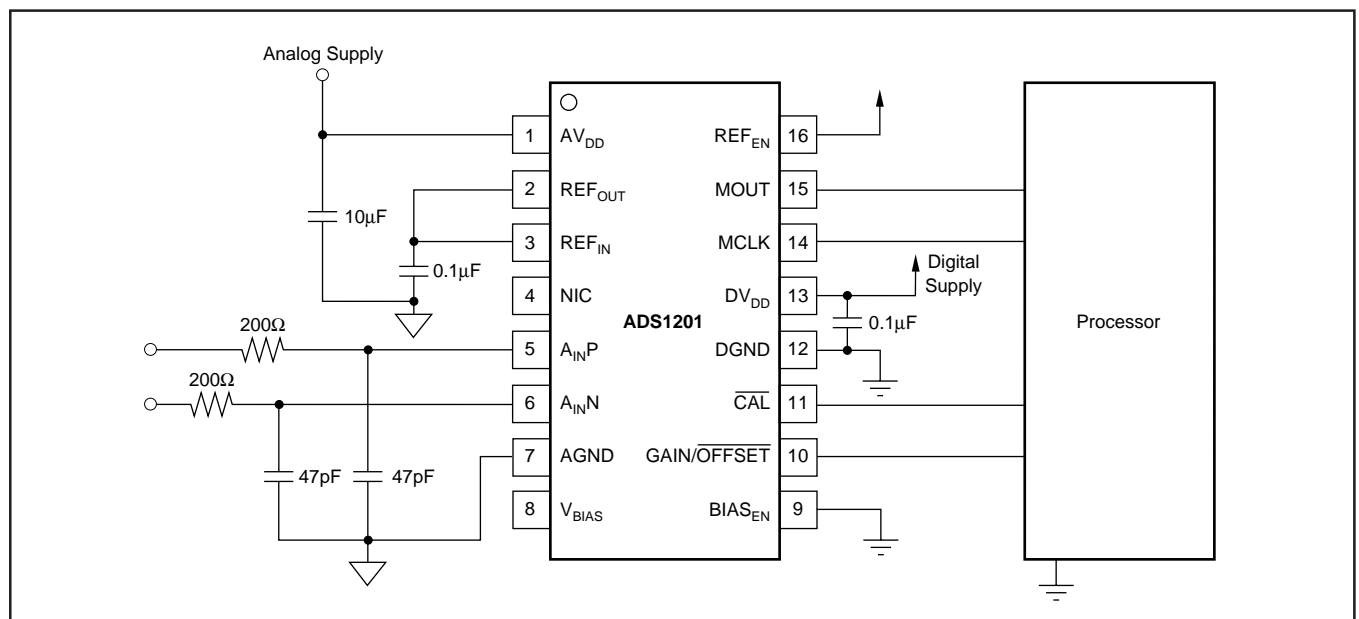 Analog Supply
1 AVDD
2 REFOUT
3 REFIN
4 NIC
5 AINP
6 AINN
7 AGND
8 VBIAS
10µF
0.1µF
200Ω
200Ω
47pF
47pF
ADS1201
REFEN 16
MOUT 15
MCLK 14
DVDD 13
DGND 12
CAL 11
GAIN/OFFSET 10
BIASEN 9
Digital
Supply
0.1µF
Processor